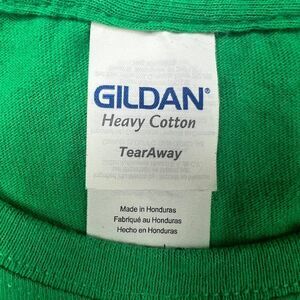 GILDAN®
Heavy Cotton
TearAway
Made in Honduras
Fabriqué au Honduras
Hecho en Honduras